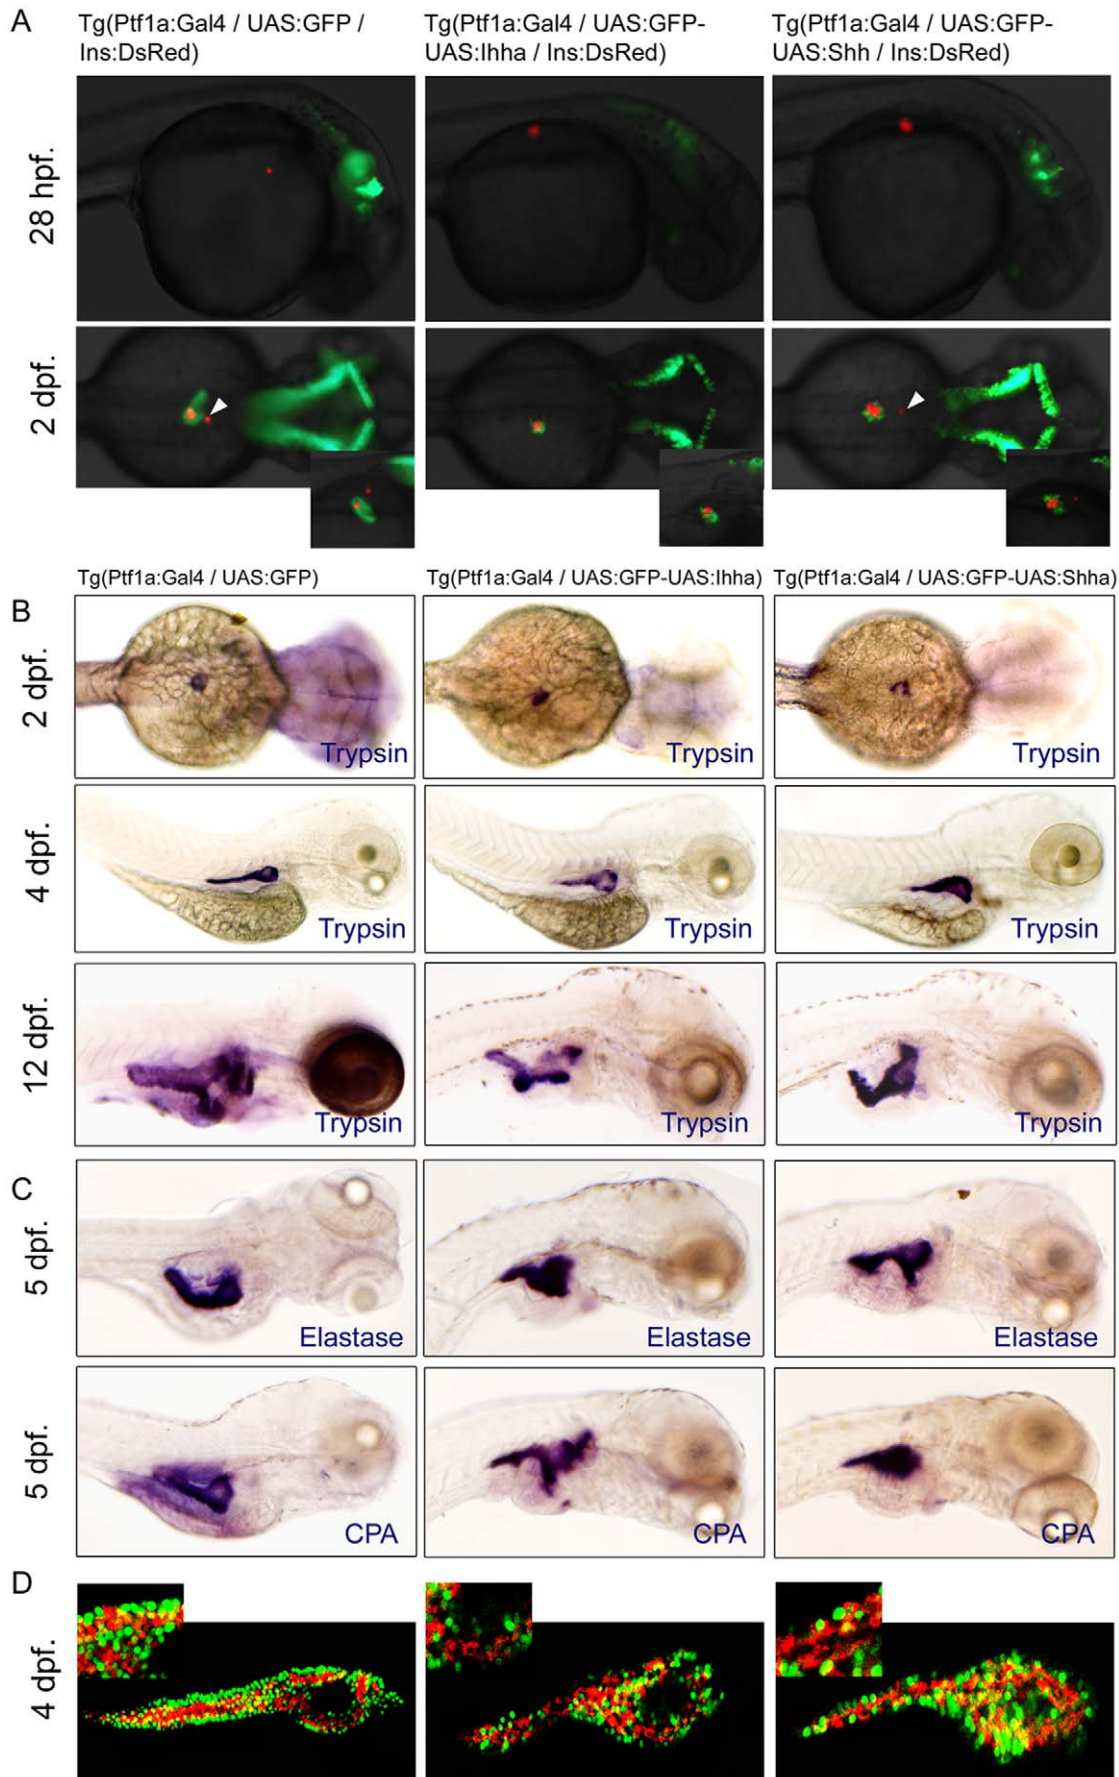 A
Tg(Ptf1a:Gal4 / UAS:GFP /
Ins:DsRed)
Tg(Ptf1a:Gal4 / UAS:GFP-
UAS:Ihha / Ins:DsRed)
Tg(Ptf1a:Gal4 / UAS:GFP-
UAS:Shh / Ins:DsRed)
28 hpf.
2 dpf.
Tg(Ptf1a:Gal4 / UAS:GFP)
Tg(Ptf1a:Gal4 / UAS:GFP-UAS:Ihha)
Tg(Ptf1a:Gal4 / UAS:GFP-UAS:Shha)
B
2 dpf.
Trypsin
Trypsin
Trypsin
4 dpf.
Trypsin
Trypsin
Trypsin
12 dpf.
Trypsin
Trypsin
Trypsin
C
5 dpf.
Elastase
Elastase
Elastase
5 dpf.
CPA
CPA
CPA
D
4 dpf.